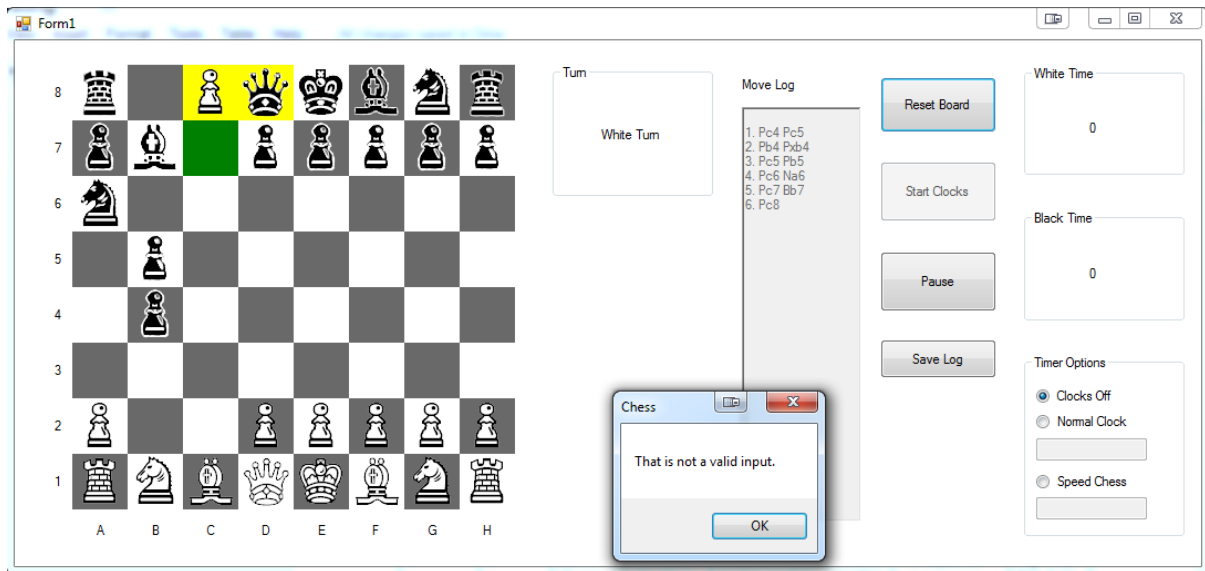 Form1
8
7
6
5
4
3
2
1
A B C D E F G H
Turn
White Turn
Move Log
1. Pc4 Pc5
2. Pb4 Pxb4
3. Pc5 Pb5
4. Pc6 Na6
5. Pc7 Bb7
6. Pc8
Reset Board
Start Clocks
Pause
Save Log
White Time
0
Black Time
0
Timer Options
Clocks Off
Normal Clock
Speed Chess
Chess
That is not a valid input.
OK